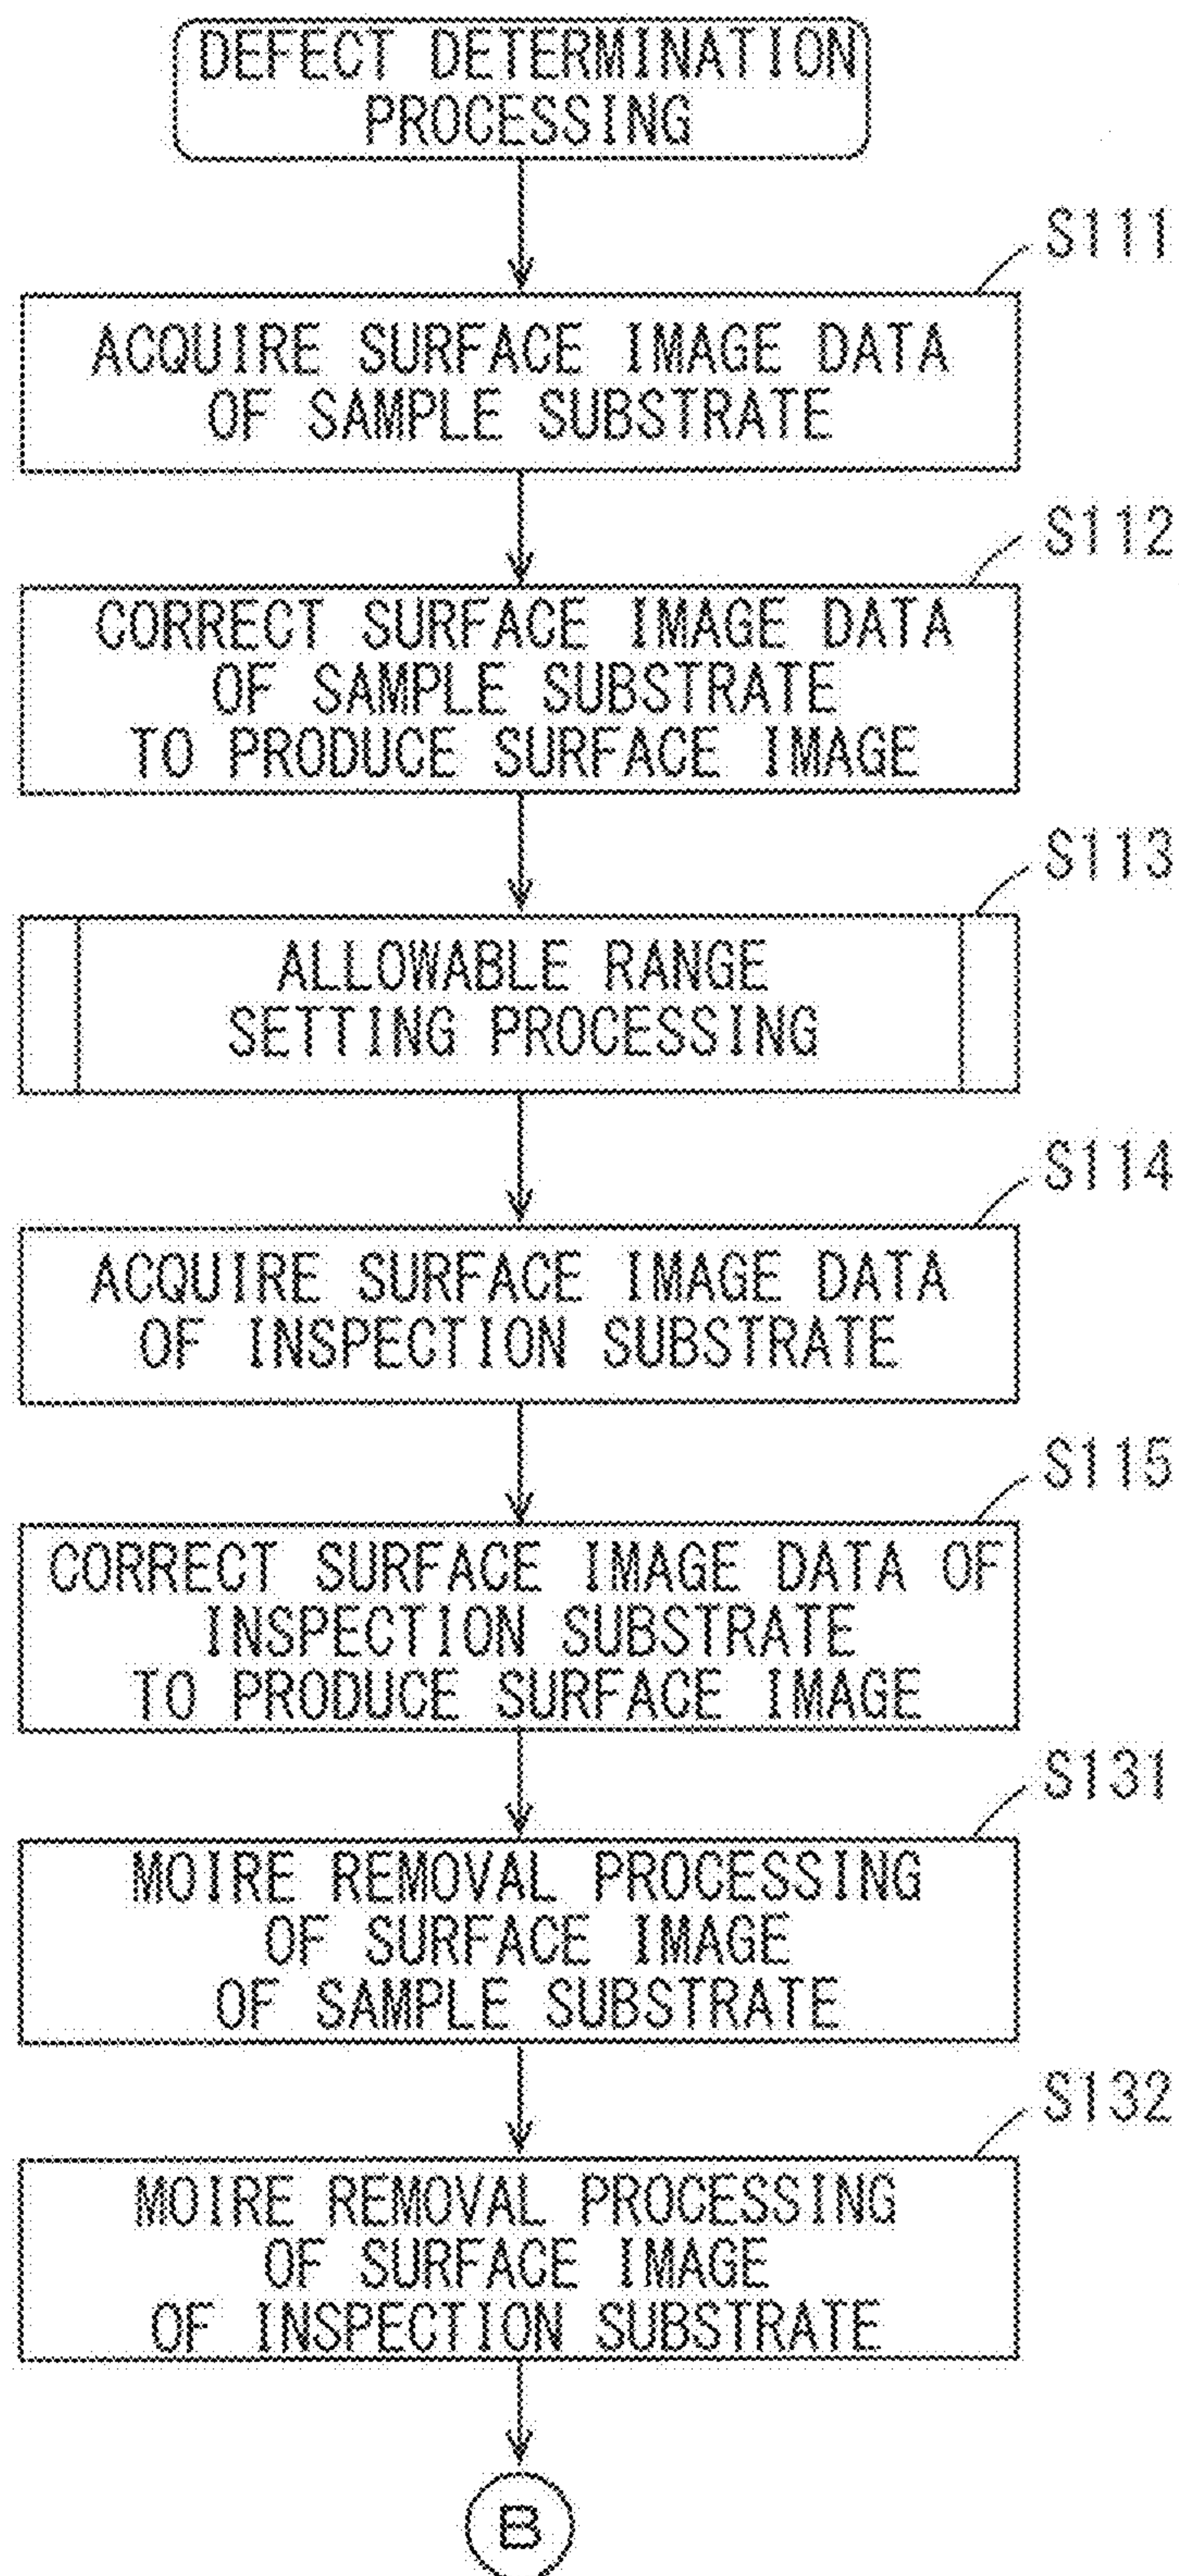 DEFECT DETERMINATION
PROCESSING
S111
ACQUIRE SURFACE IMAGE DATA
OF SAMPLE SUBSTRATE
S112
CORRECT SURFACE IMAGE DATA
OF SAMPLE SUBSTRATE
TO PRODUCE SURFACE IMAGE
S113
ALLOWABLE RANGE
SETTING PROCESSING
S114
ACQUIRE SURFACE IMAGE DATA
OF INSPECTION SUBSTRATE
S115
CORRECT SURFACE IMAGE DATA OF
INSPECTION SUBSTRATE
TO PRODUCE SURFACE IMAGE
S131
MOIRE REMOVAL PROCESSING
OF SURFACE IMAGE
OF SAMPLE SUBSTRATE
S132
MOIRE REMOVAL PROCESSING
OF SURFACE IMAGE
OF INSPECTION SUBSTRATE
B